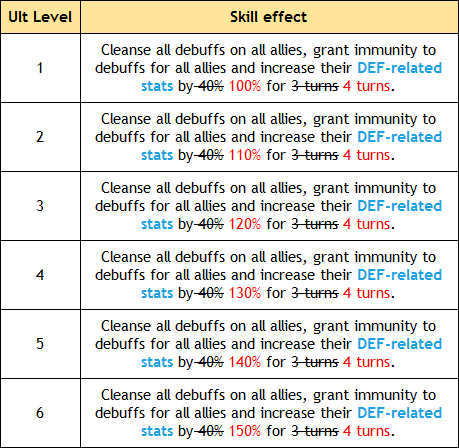 Ult Level Skill effect
1
Cleanse all debuffs on all allies, grant immunity to
debuffs for all allies and increase their DEF-related
stats by 40% 100% for 3 turns 4 turns.
2
Cleanse all debuffs on all allies, grant immunity to
debuffs for all allies and increase their DEF-related
stats by 40% 110% for 3 turns 4 turns.
3
Cleanse all debuffs on all allies, grant immunity to
debuffs for all allies and increase their DEF-related
stats by 40% 120% for 3 turns 4 turns.
4
Cleanse all debuffs on all allies, grant immunity to
debuffs for all allies and increase their DEF-related
stats by 40% 130% for 3 turns 4 turns.
5
Cleanse all debuffs on all allies, grant immunity to
debuffs for all allies and increase their DEF-related
stats by 40% 140% for 3 turns 4 turns.
6
Cleanse all debuffs on all allies, grant immunity to
debuffs for all allies and increase their DEF-related
stats by 40% 150% for 3 turns 4 turns.